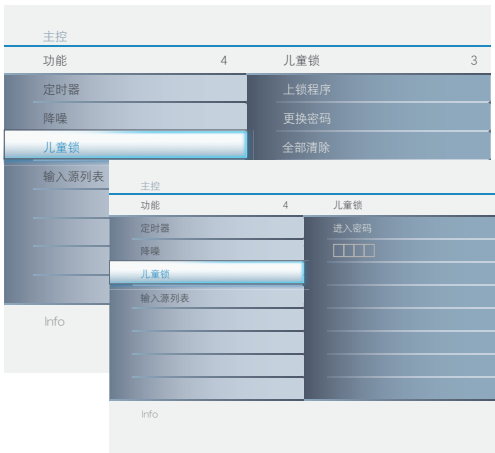 主控
功能 4 儿童锁 3
定时器 上锁程序
降噪 更换密码
儿童锁 全部清除
输入源列表
Info
主控
功能 4 儿童锁
定时器 进入密码
降噪
儿童锁
输入源列表
Info